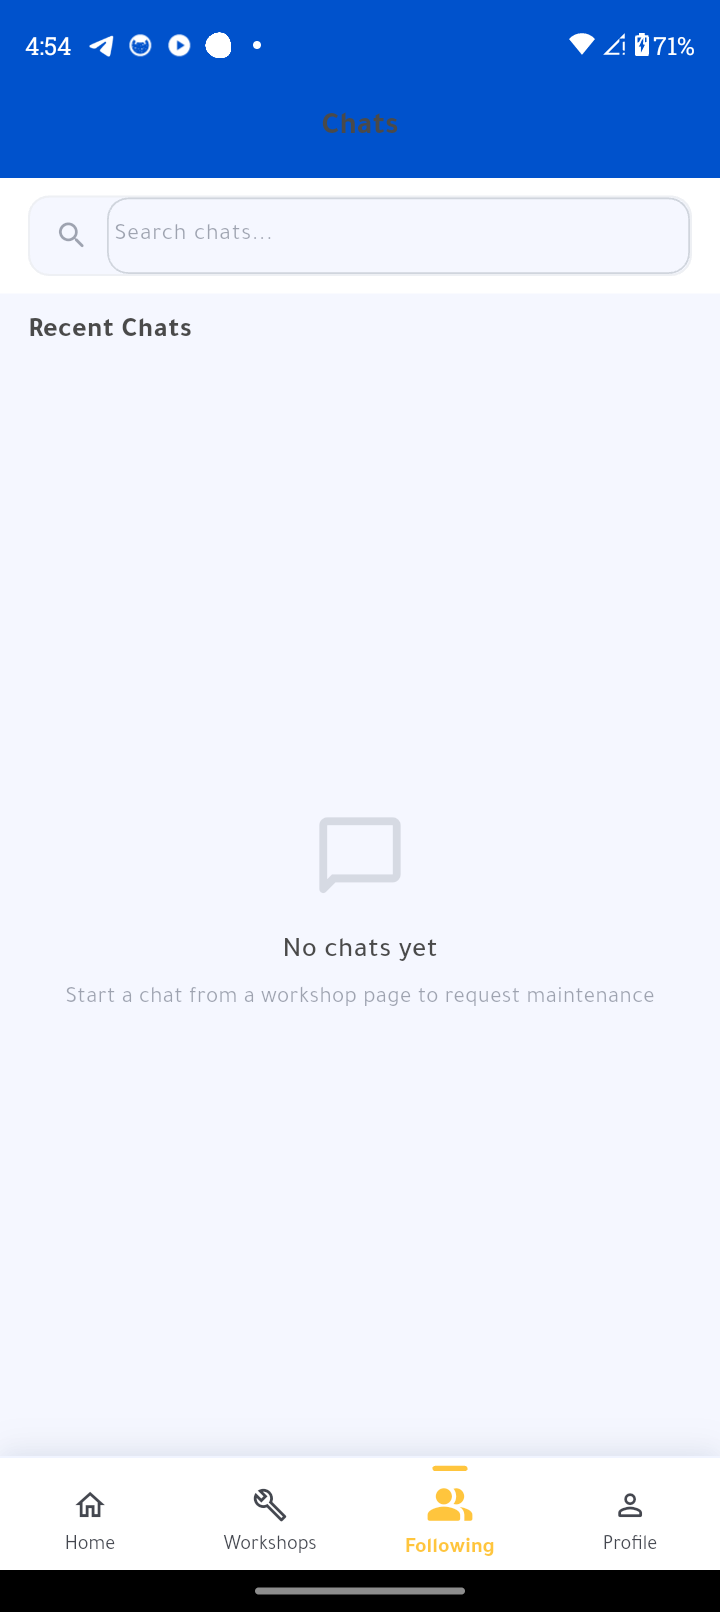 4:54
71%
Chats
Search chats...
Recent Chats
No chats yet
Start a chat from a workshop page to request maintenance
Home
Workshops
Following
Profile